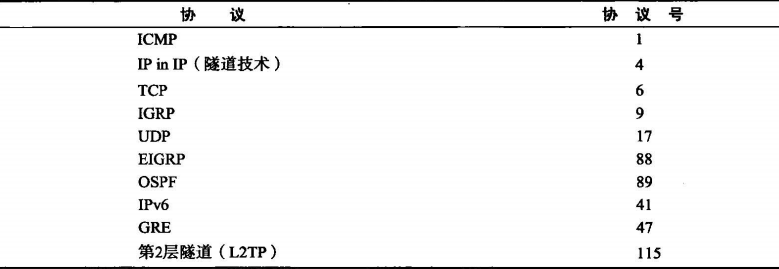 协 议 协 议 号
ICMP 1
IP in IP（隧道技术） 4
TCP 6
IGRP 9
UDP 17
EIGRP 88
OSPF 89
IPv6 41
GRE 47
第2层隧道（L2TP） 115